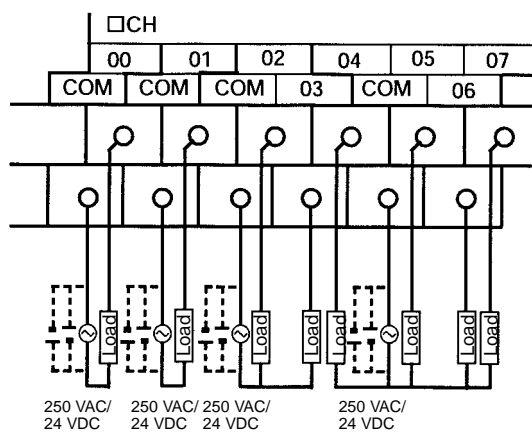 □CH
00 01 02 04 05 07
COM COM COM 03 COM 06
Load Load Load Load Load Load Load Load
250 VAC/ 250 VAC/ 250 VAC/ 250 VAC/
24 VDC 24 VDC 24 VDC 24 VDC